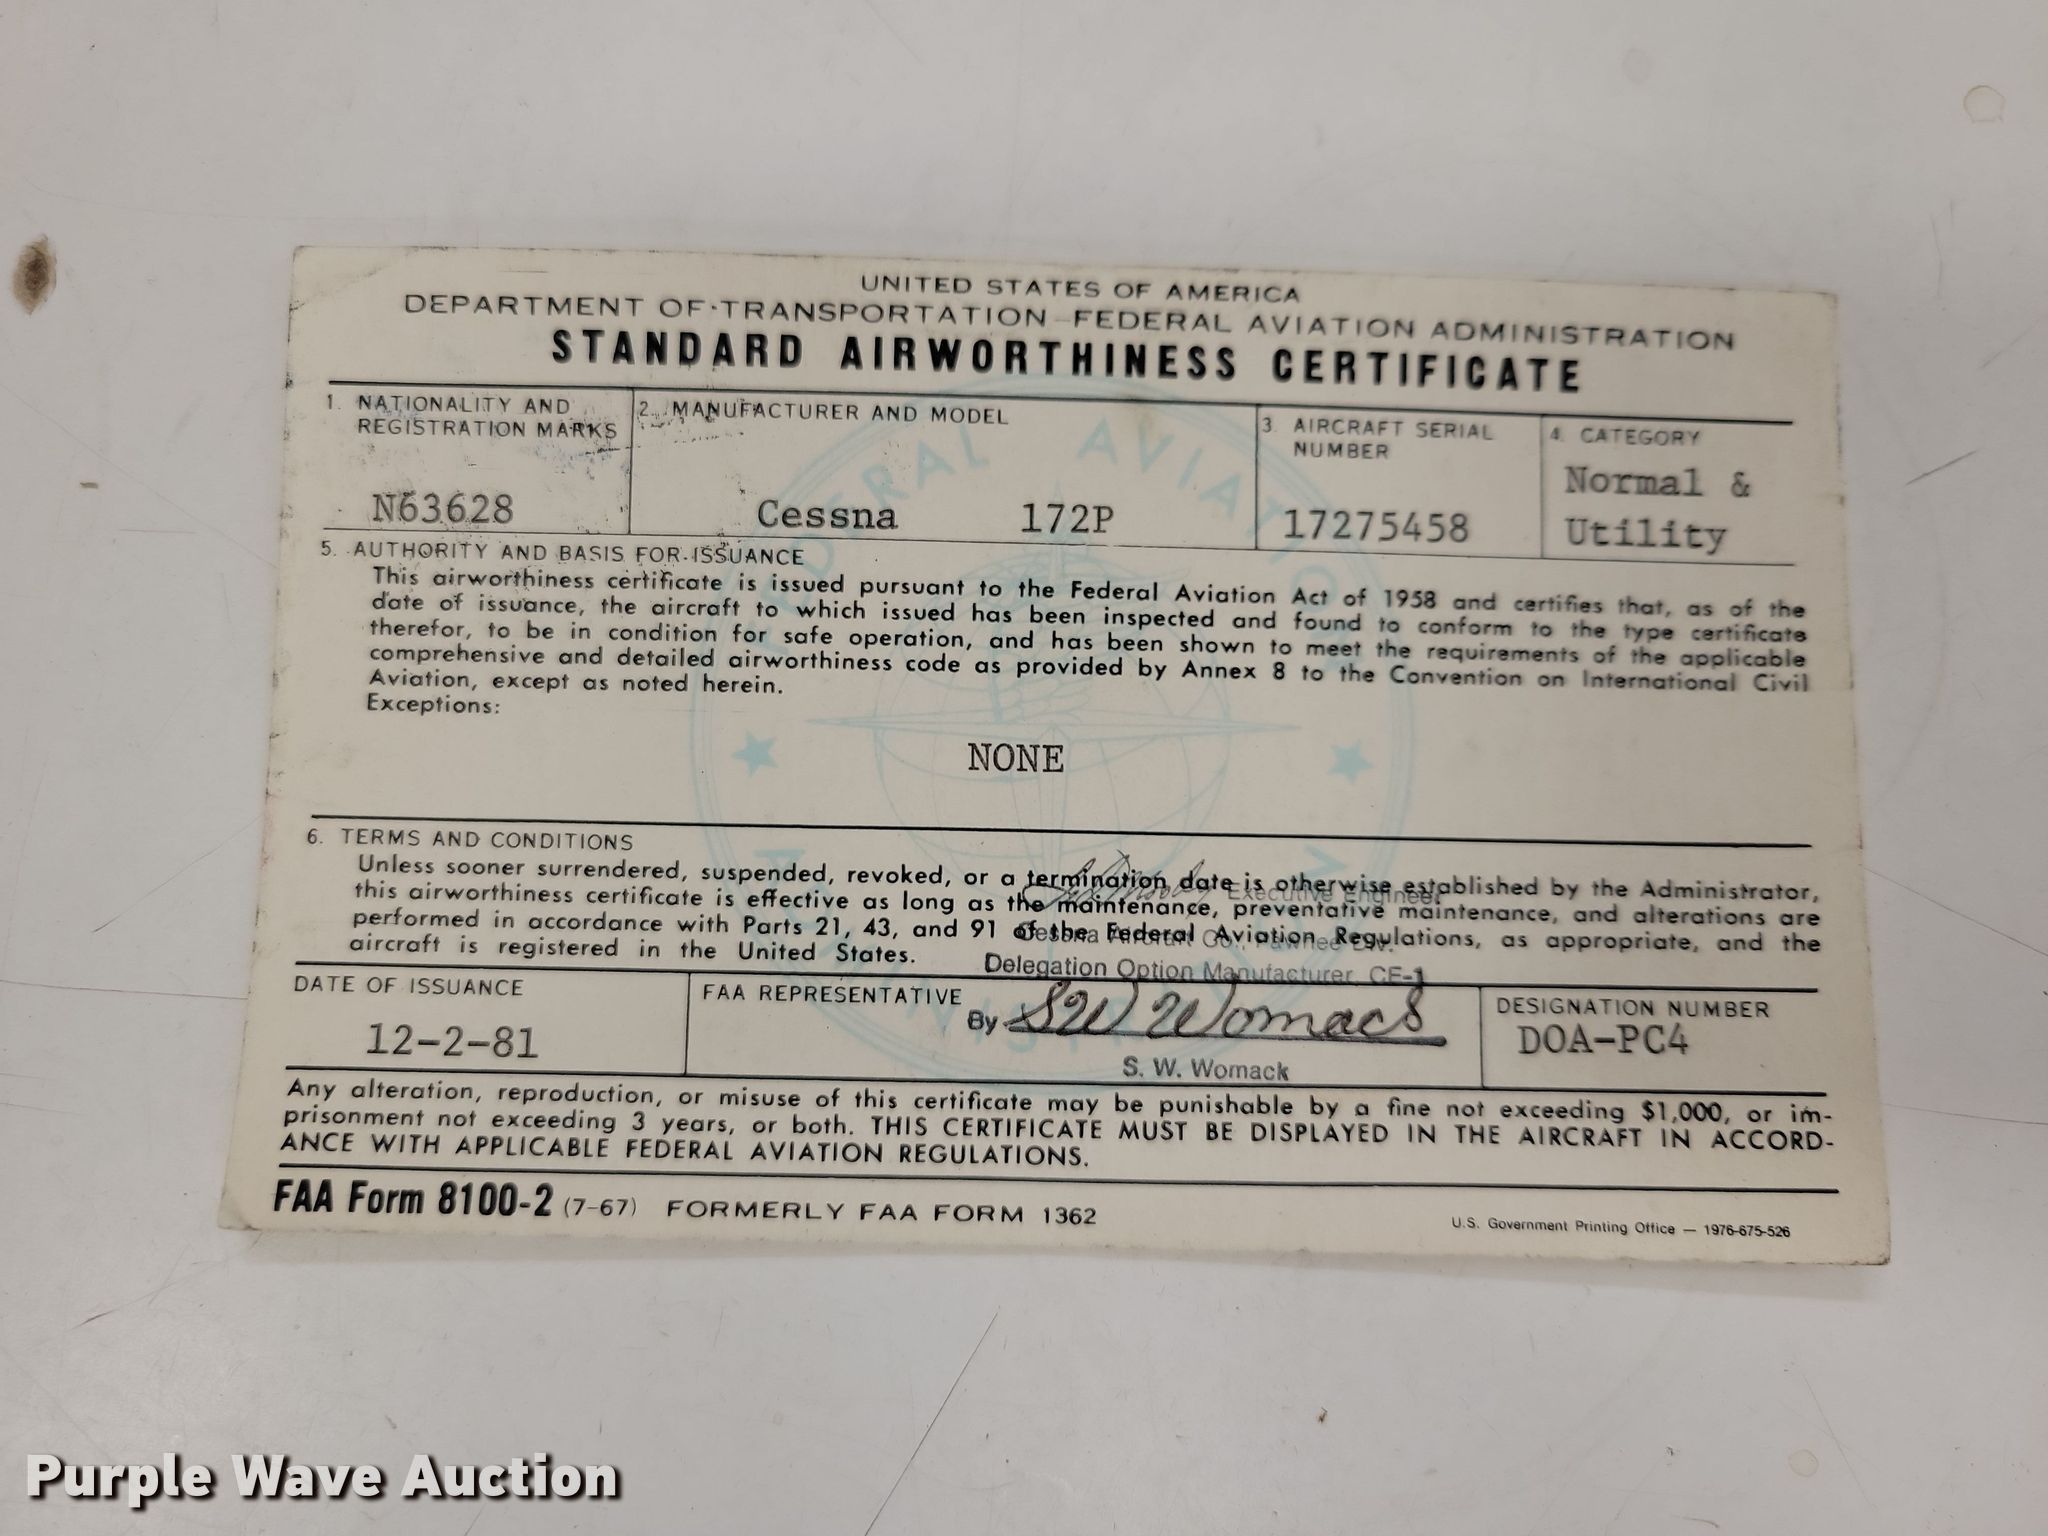 UNITED STATES OF AMERICA
DEPARTMENT OF TRANSPORTATION-FEDERAL AVIATION ADMINISTRATION
STANDARD AIRWORTHINESS CERTIFICATE
1. NATIONALITY AND REGISTRATION MARKS
N63628
2. MANUFACTURER AND MODEL
Cessna 172P
3. AIRCRAFT SERIAL NUMBER
17275458
4. CATEGORY
Normal &
Utility
5. AUTHORITY AND BASIS FOR ISSUANCE
This airworthiness certificate is issued pursuant to the Federal Aviation Act of 1958 and certifies that, as of the
date of issuance, the aircraft to which issued has been inspected and found to conform to the type certificate
therefor, to be in condition for safe operation, and has been shown to meet the requirements of the applicable
comprehensive and detailed airworthiness code as provided by Annex 8 to the Convention on International Civil
Aviation, except as noted herein.
Exceptions:
NONE
6. TERMS AND CONDITIONS
Unless sooner surrendered, suspended, revoked, or a termination date is otherwise established by the Administrator,
this airworthiness certificate is effective as long as the maintenance, preventative maintenance, and alterations are
performed in accordance with Parts 21, 43, and 91 of the Federal Aviation Regulations, as appropriate, and the
aircraft is registered in the United States.
Executive Engineer
Cessna Aircraft Co., Pawnee Div.
Delegation Option Manufacturer, CE-1
DATE OF ISSUANCE
12-2-81
FAA REPRESENTATIVE
By SW Womack
S. W. Womack
DESIGNATION NUMBER
DOA-PC4
Any alteration, reproduction, or misuse of this certificate may be punishable by a fine not exceeding $1,000, or im-
prisonment not exceeding 3 years, or both. THIS CERTIFICATE MUST BE DISPLAYED IN THE AIRCRAFT IN ACCORD-
ANCE WITH APPLICABLE FEDERAL AVIATION REGULATIONS.
FAA Form 8100-2 (7-67) FORMERLY FAA FORM 1362
U.S. Government Printing Office — 1976-675-526
Purple Wave Auction